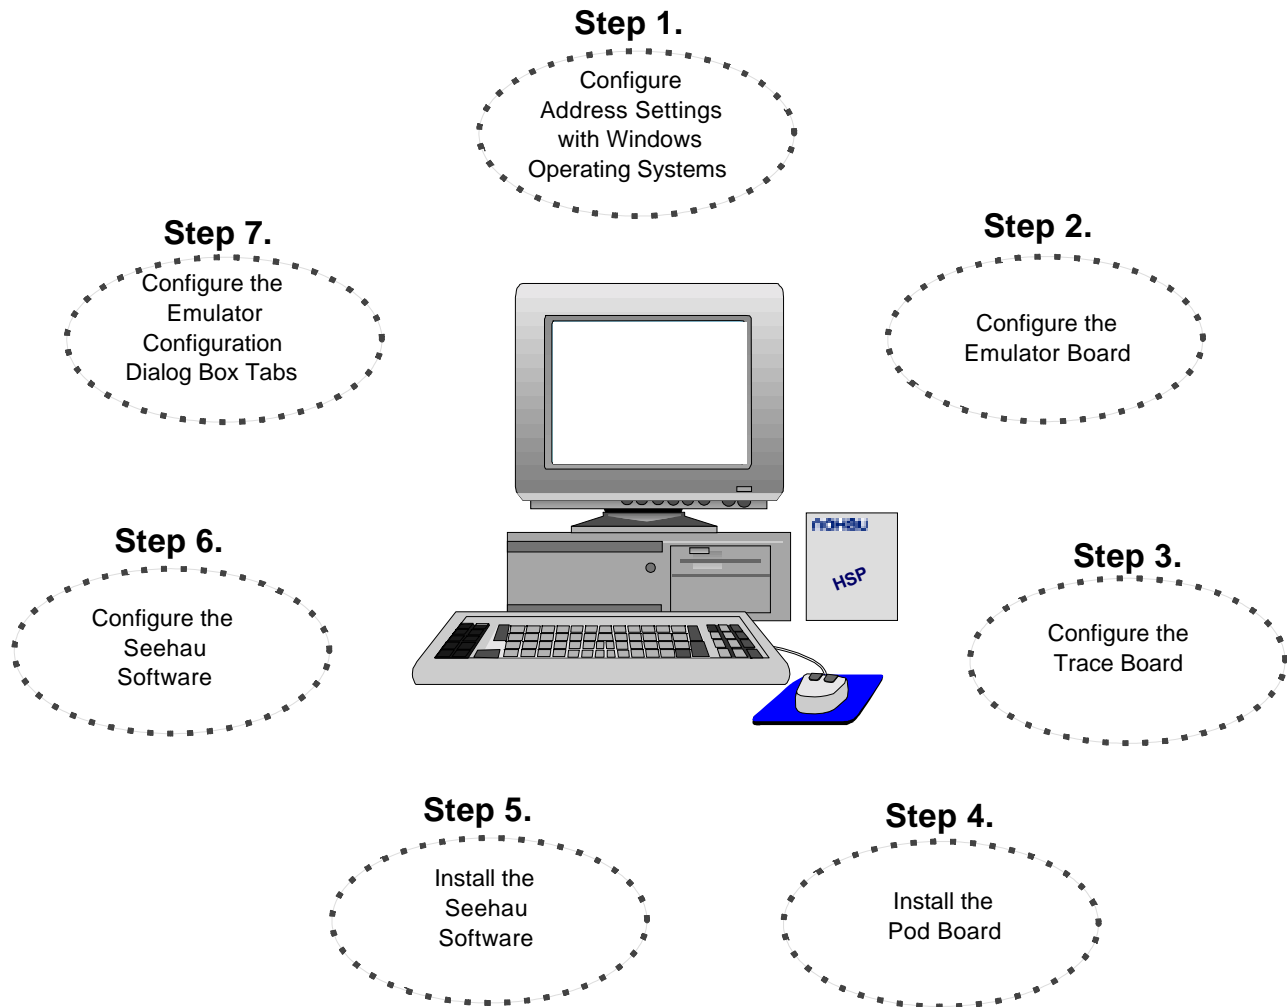 Step 1.
Configure
Address Settings
with Windows
Operating Systems
Step 2.
Configure the
Emulator Board
Step 3.
Configure the
Trace Board
Step 4.
Install the
Pod Board
Step 5.
Install the
Seehau
Software
Step 6.
Configure the
Seehau
Software
Step 7.
Configure the
Emulator
Configuration
Dialog Box Tabs
nohau
HSP